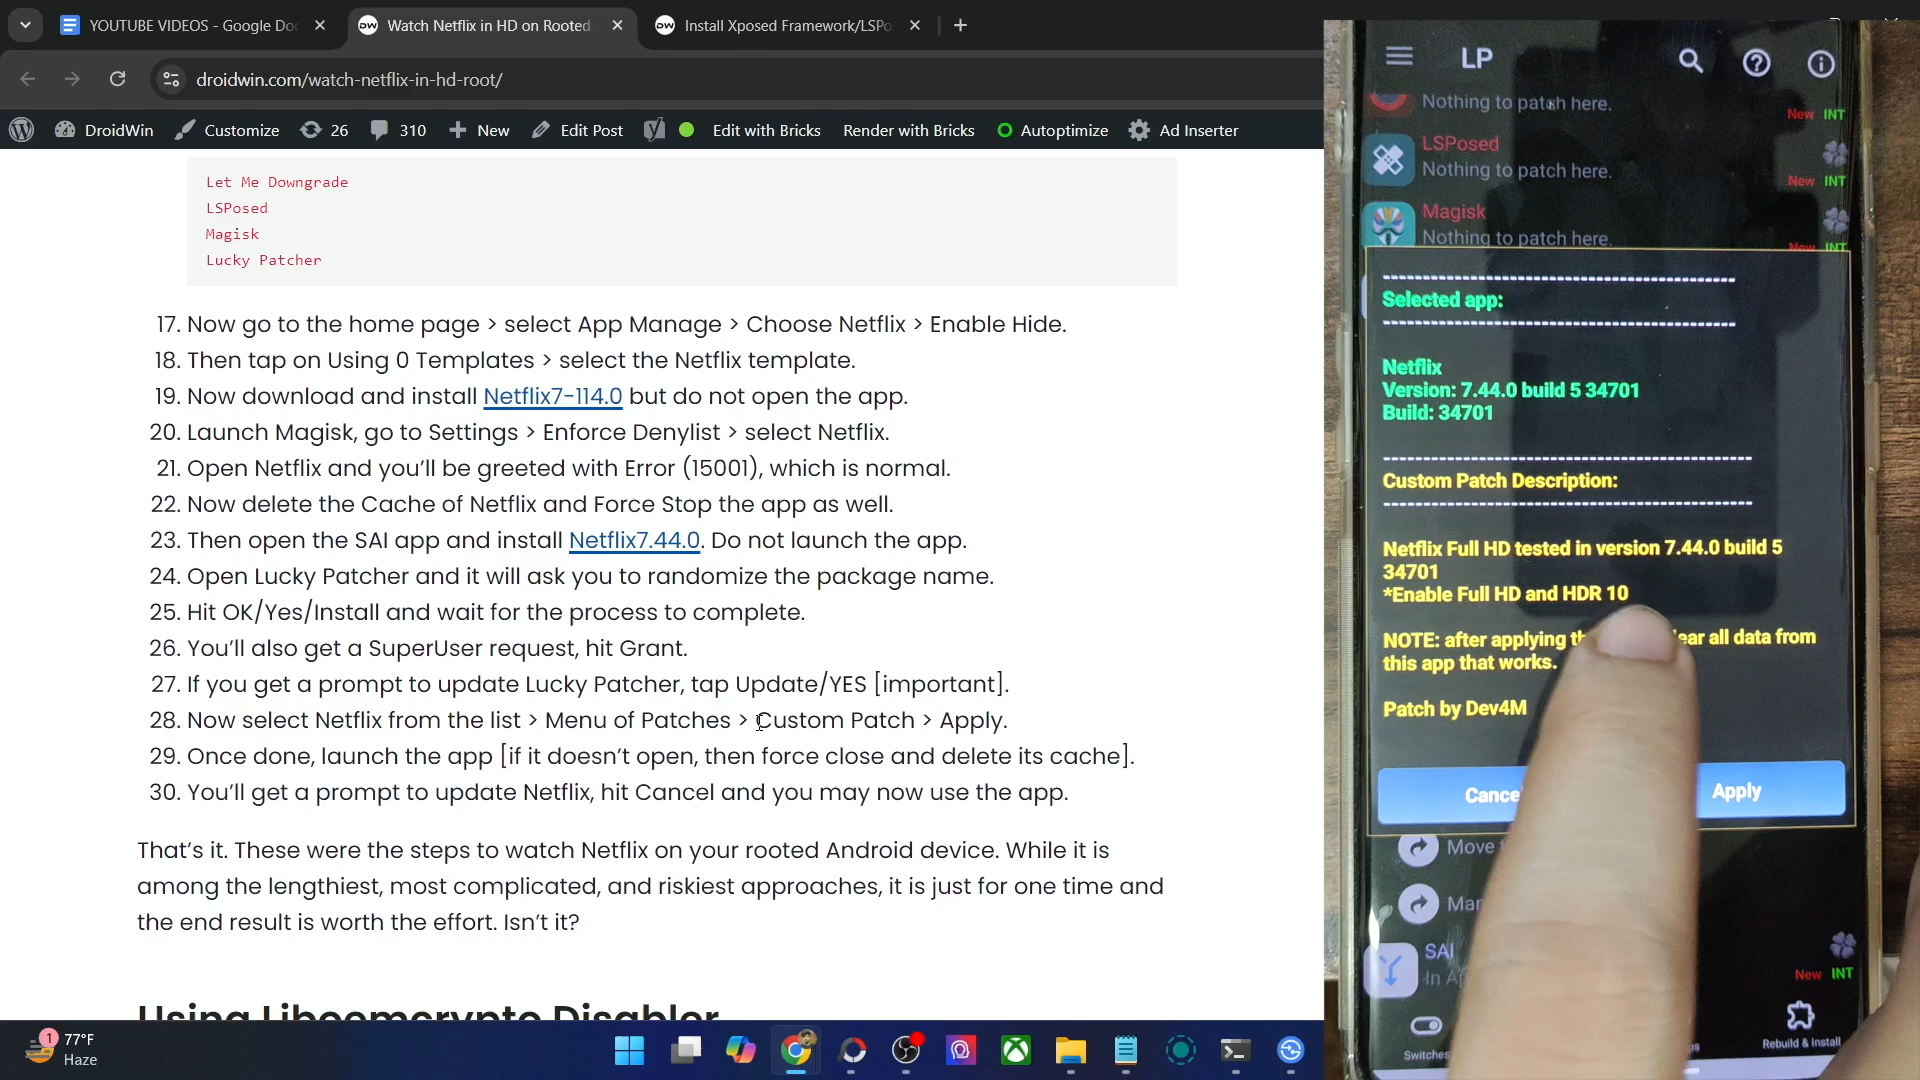 YOUTUBE VIDEOS - Google Do
Watch Netflix in HD on Rooted
Install Xposed Framework/LSPo
droidwin.com/watch-netflix-in-hd-root/
DroidWin
Customize
26
310
New
Edit Post
Edit with Bricks
Render with Bricks
Autoptimize
Ad Inserter
Let Me Downgrade
LSPosed
Magisk
Lucky Patcher
17. Now go to the home page > select App Manage > Choose Netflix > Enable Hide.
18. Then tap on Using 0 Templates > select the Netflix template.
19. Now download and install Netflix7-114.0 but do not open the app.
20. Launch Magisk, go to Settings > Enforce Denylist > select Netflix.
21. Open Netflix and you'll be greeted with Error (15001), which is normal.
22. Now delete the Cache of Netflix and Force Stop the app as well.
23. Then open the SAI app and install Netflix7.44.0. Do not launch the app.
24. Open Lucky Patcher and it will ask you to randomize the package name.
25. Hit OK/Yes/Install and wait for the process to complete.
26. You'll also get a SuperUser request, hit Grant.
27. If you get a prompt to update Lucky Patcher, tap Update/YES [important].
28. Now select Netflix from the list > Menu of Patches > Custom Patch > Apply.
29. Once done, launch the app [if it doesn't open, then force close and delete its cache].
30. You'll get a prompt to update Netflix, hit Cancel and you may now use the app.
That's it. These were the steps to watch Netflix on your rooted Android device. While it is
among the lengthiest, most complicated, and riskiest approaches, it is just for one time and
the end result is worth the effort. Isn't it?
Using Liboemcrypto Disabler
1
77°F
Haze
LP
Nothing to patch here.
New INT
LSPosed
Nothing to patch here.
New INT
Magisk
Nothing to patch here.
New INT
Selected app:
Netflix
Version: 7.44.0 build 5 34701
Build: 34701
Custom Patch Description:
Netflix Full HD tested in version 7.44.0 build 5
34701
*Enable Full HD and HDR 10
NOTE: after applying all data from
this app that works.
Patch by Dev4M
Cance
Apply
Move
SAI
New INT
Switches
Rebuild & Install